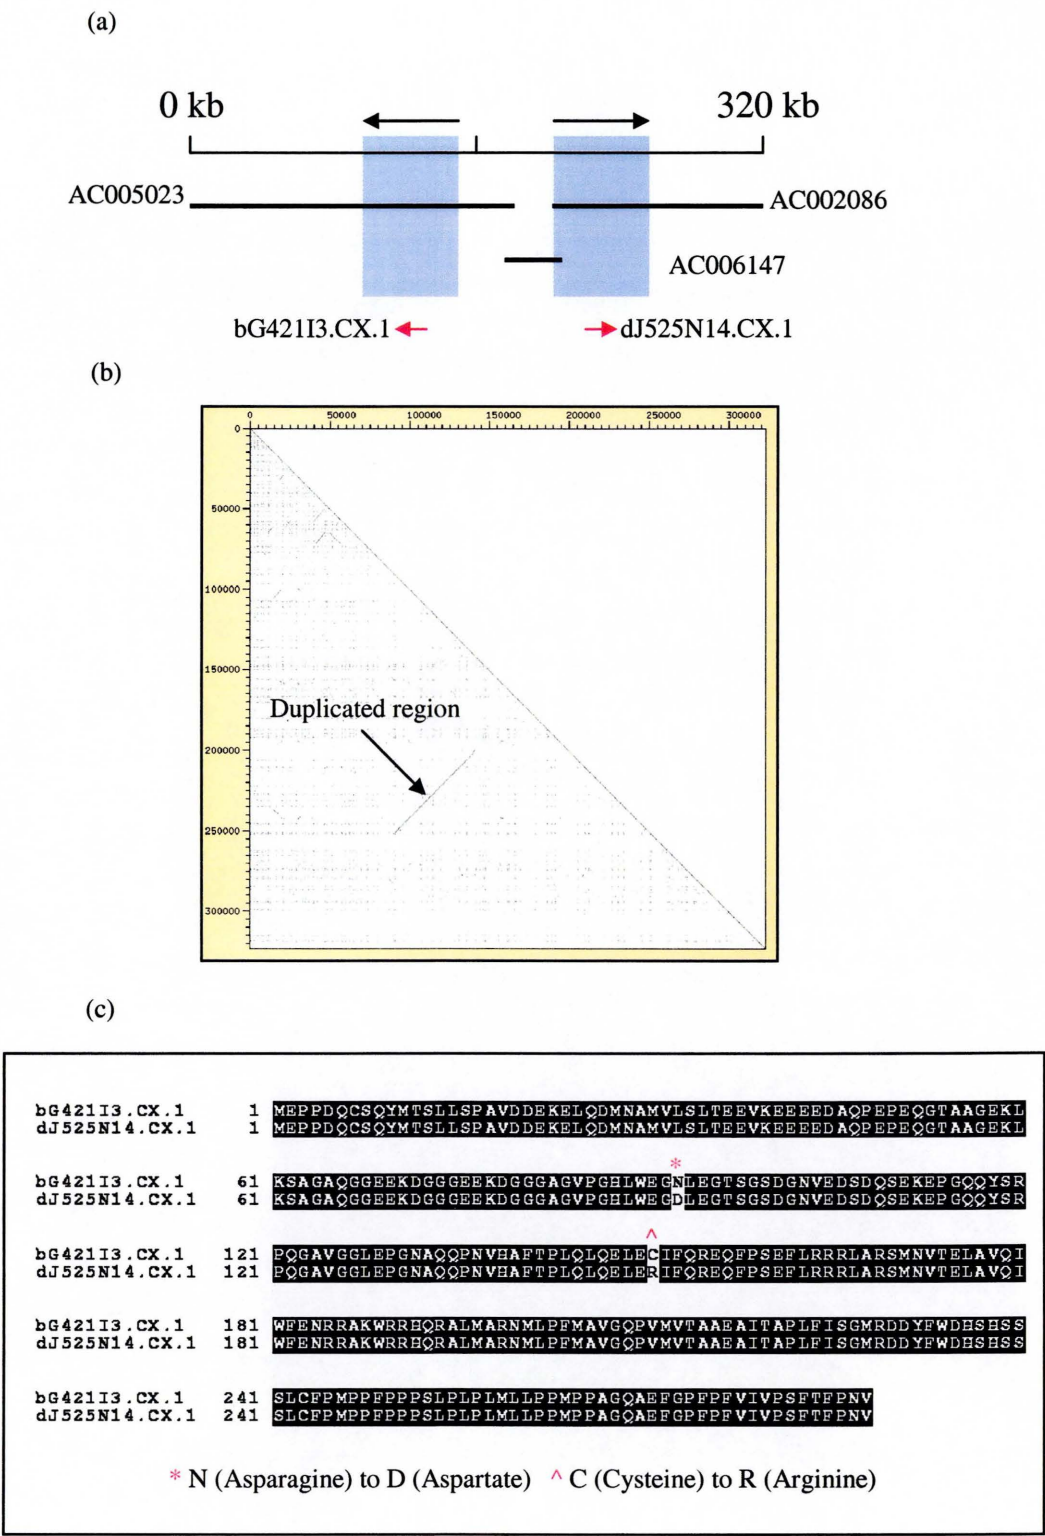 (a)
0 kb
320 kb
AC005023
AC002086
AC006147
bG421I3.CX.1
dJ525N14.CX.1
(b)
0 50000 100000 150000 200000 250000 300000
0
50000
100000
150000
Duplicated region
200000
250000
300000
(c)
bG421I3.CX.1 1 MEPPDQCSQYMTSLLSPAVDDEKELQDMNAMVLSLTEEVKEEEEDAQPEPEQGTAAGEKL
dJ525N14.CX.1 1 MEPPDQCSQYMTSLLSPAVDDEKELQDMNAMVLSLTEEVKEEEEDAQPEPEQGTAAGEKL
*
bG421I3.CX.1 61 KSAGAQGGEEKDGGGEEKDGGGAGVPGHLWEGNLEGTSGSDGNVEDSDQSEKEPGQQYSR
dJ525N14.CX.1 61 KSAGAQGGEEKDGGGEEKDGGGAGVPGHLWEGDLEGTSGSDGNVEDSDQSEKEPGQQYSR
^
bG421I3.CX.1 121 PQGAVGGLEPGNAQQPNVHAFTPLQLQELECIFQREQFPSEFLRRRLARSMNVTELAVQI
dJ525N14.CX.1 121 PQGAVGGLEPGNAQQPNVHAFTPLQLQELERIFQREQFPSEFLRRRLARSMNVTELAVQI
bG421I3.CX.1 181 WFENRRAKWRRHQRALMARNMLPFMAVGQPVMVTAAEAITAPLFISGMRDDYFWDHSHSS
dJ525N14.CX.1 181 WFENRRAKWRRHQRALMARNMLPFMAVGQPVMVTAAEAITAPLFISGMRDDYFWDHSHSS
bG421I3.CX.1 241 SLCFPMPPFPPPSLPLPLMLLPPMPPAGQAEFGPFPFVIVPSFTFPNV
dJ525N14.CX.1 241 SLCFPMPPFPPPSLPLPLMLLPPMPPAGQAEFGPFPFVIVPSFTFPNV
* N (Asparagine) to D (Aspartate) ^ C (Cysteine) to R (Arginine)